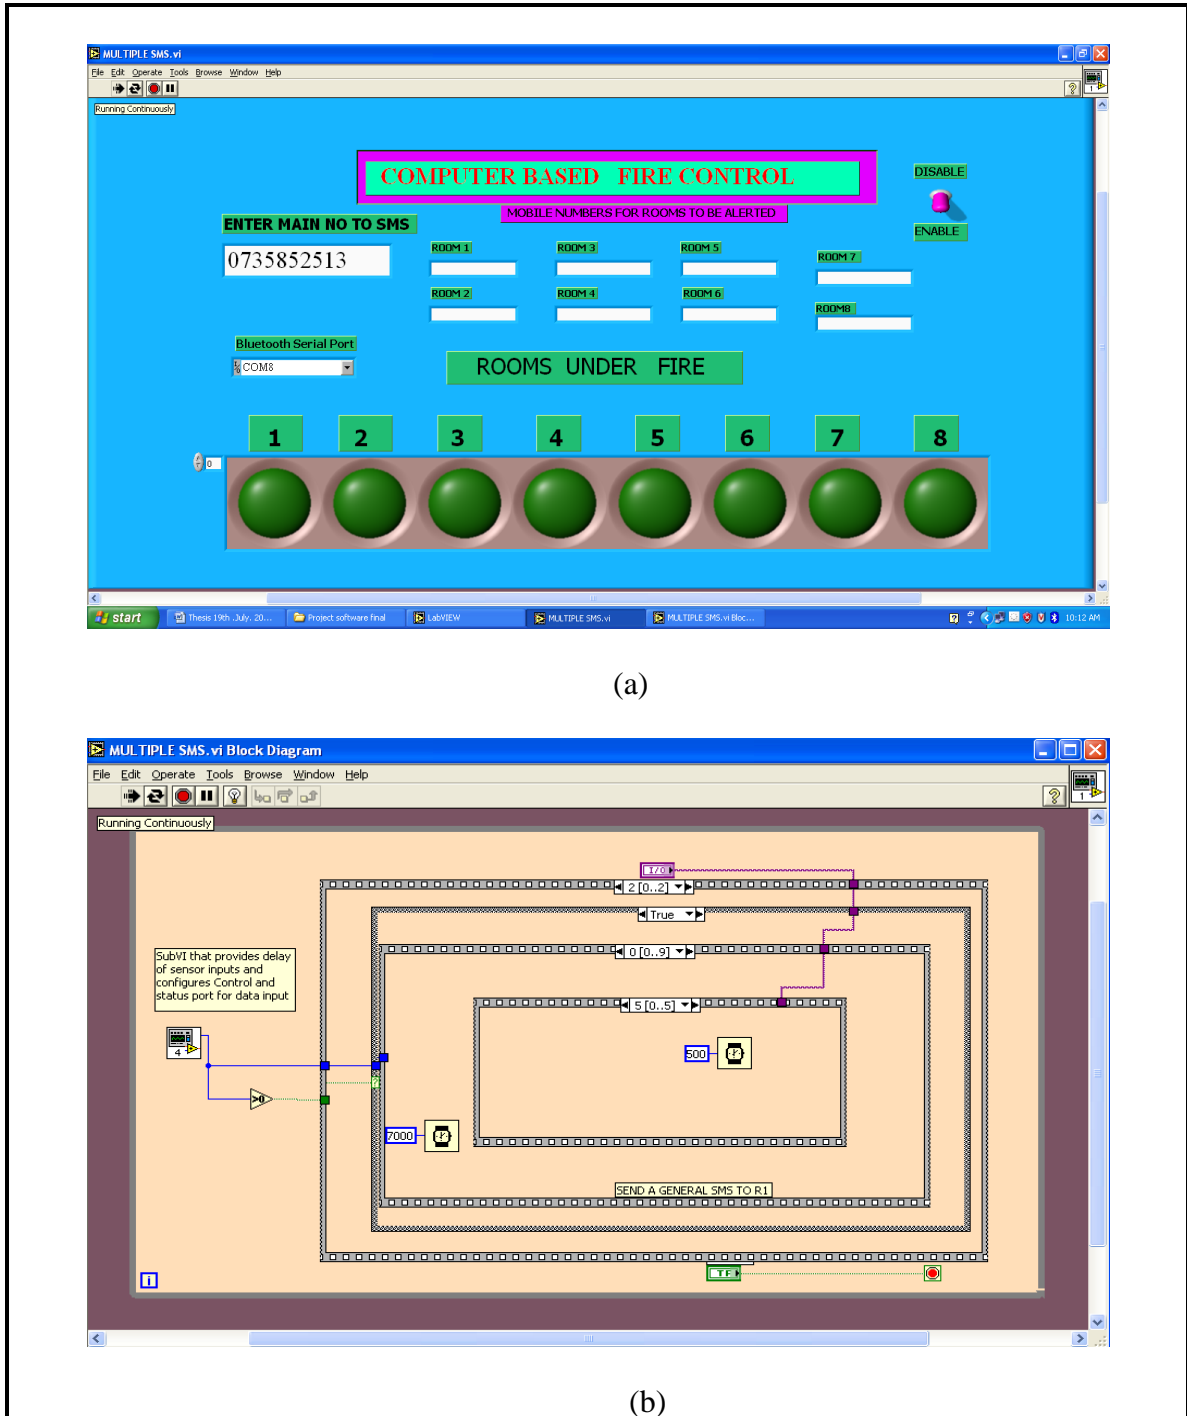 MULTIPLE SMS.vi
File Edit Operate Tools Browse Window Help
? 1
Running Continuously
COMPUTER BASED FIRE CONTROL
DISABLE
MOBILE NUMBERS FOR ROOMS TO BE ALERTED
ENTER MAIN NO TO SMS
ENABLE
0735852513
ROOM 1 ROOM 3 ROOM 5 ROOM 7
ROOM 2 ROOM 4 ROOM 6 ROOM8
Bluetooth Serial Port
COM8
ROOMS UNDER FIRE
1 2 3 4 5 6 7 8
0
start Thesis 19th .July. 20... Project software final LabVIEW MULTIPLE SMS.vi MULTIPLE SMS.vi Bloc... 10:12 AM
(a)
MULTIPLE SMS.vi Block Diagram
File Edit Operate Tools Browse Window Help
? 1
Running Continuously
I/O
2 [0..2]
True
0 [0..9]
SubVI that provides delay
of sensor inputs and
configures Control and
status port for data input
5 [0..5]
4
500
?
>0
7000
SEND A GENERAL SMS TO R1
TF
i
(b)